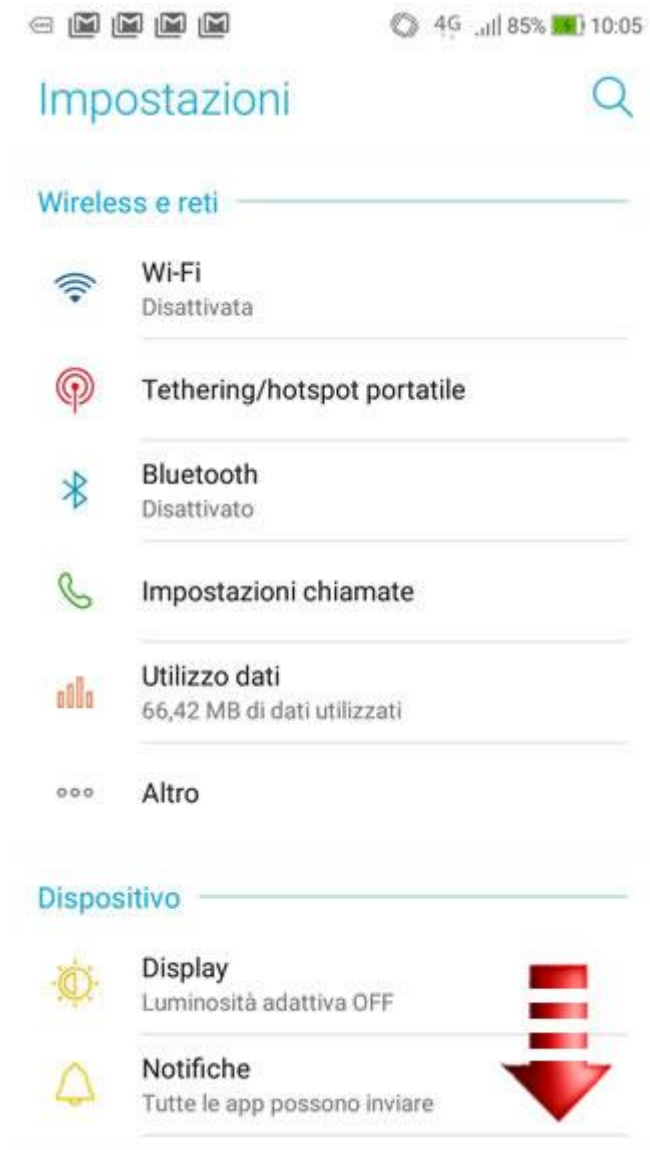 4G 85% 10:05
Impostazioni
Wireless e reti
Wi-Fi
Disattivata
Tethering/hotspot portatile
Bluetooth
Disattivato
Impostazioni chiamate
Utilizzo dati
66,42 MB di dati utilizzati
Altro
Dispositivo
Display
Luminosità adattiva OFF
Notifiche
Tutte le app possono inviare